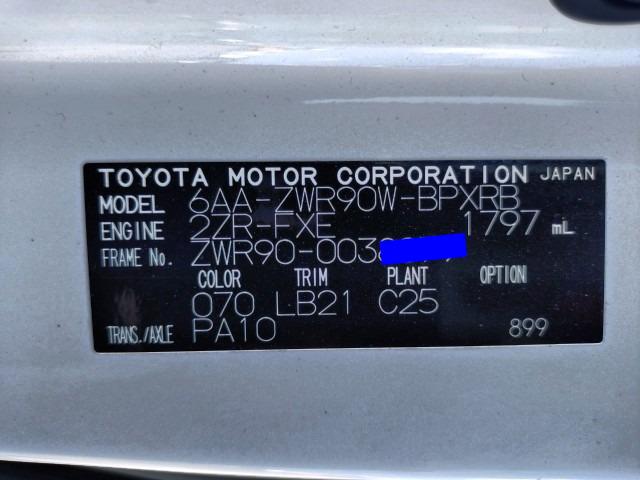 TOYOTA MOTOR CORPORATION JAPAN
MODEL 6AA-ZWR90W-BPXRB
ENGINE 2ZR-FXE 1797 mL
FRAME No. ZWR90-003
COLOR TRIM PLANT OPTION
070 LB21 C25
TRANS./AXLE PA10 899